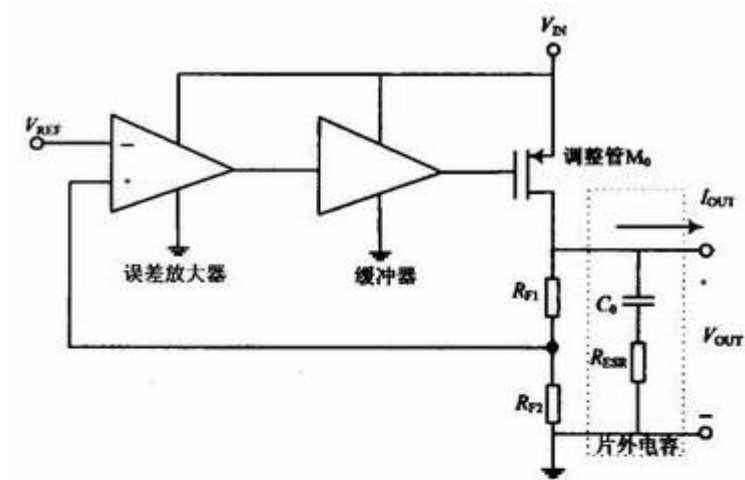 V_IN
V_REF
−
+
调整管M₀
I_OUT
误差放大器
缓冲器
R_F1
C₀
V_OUT
R_ESR
R_F2
−
片外电容